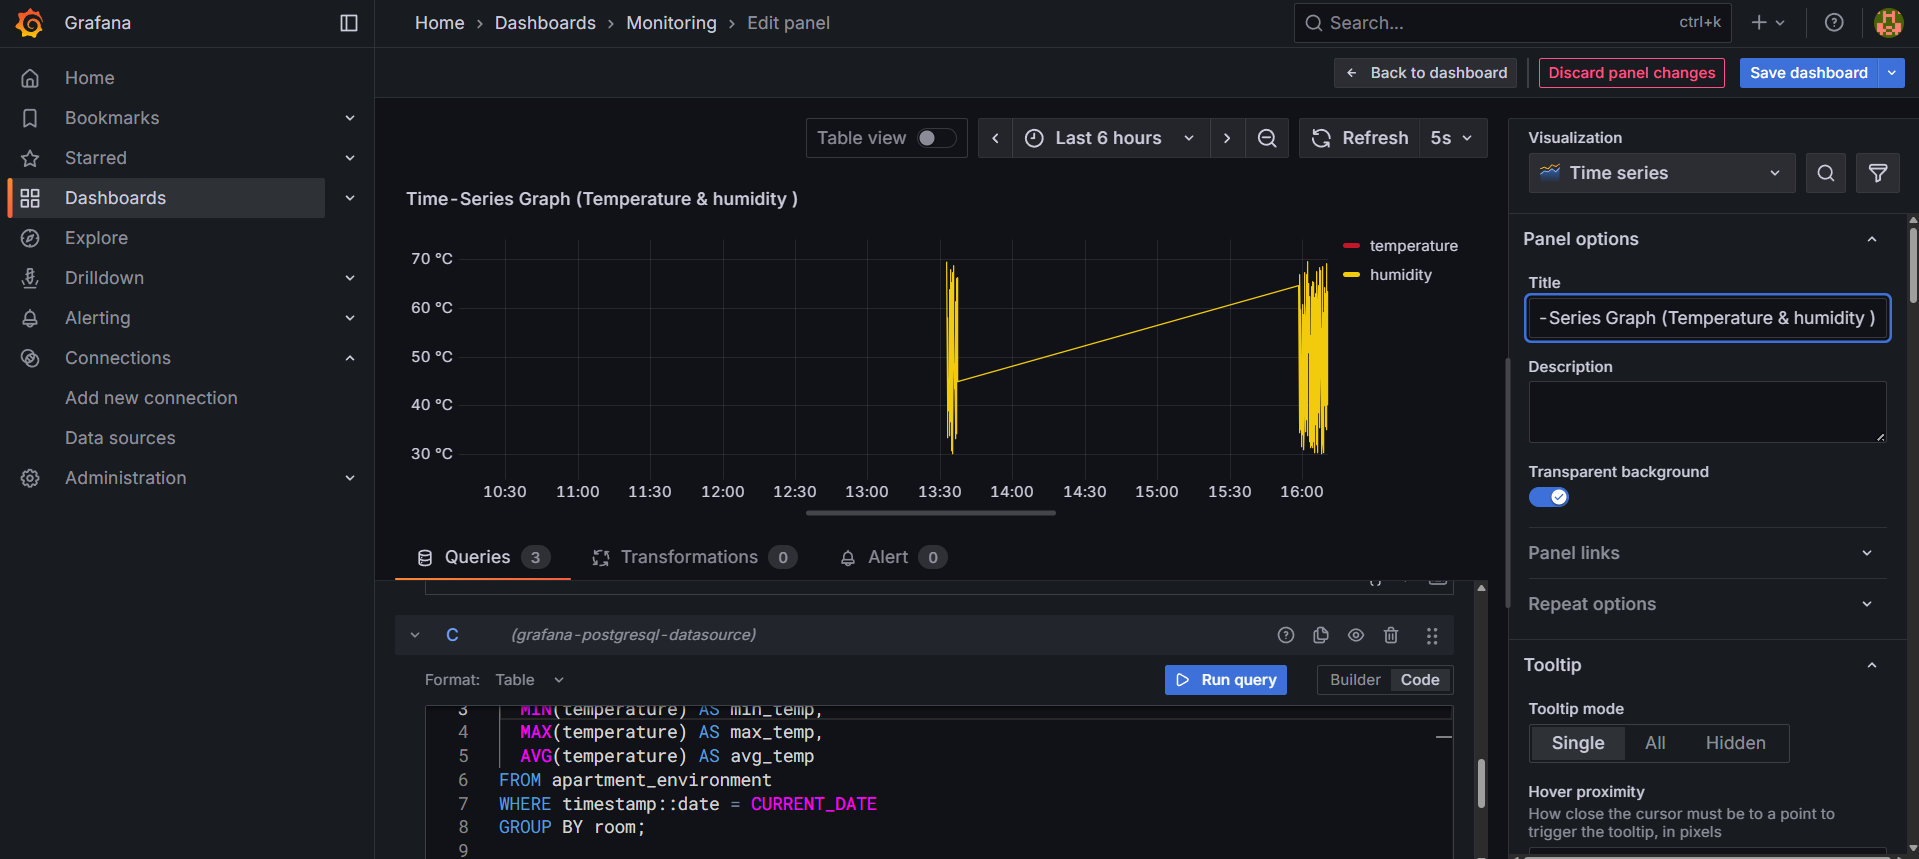 Grafana
Home › Dashboards › Monitoring › Edit panel
Search...
ctrl+k
Home
Bookmarks
Starred
Dashboards
Explore
Drilldown
Alerting
Connections
Add new connection
Data sources
Administration
Back to dashboard
Discard panel changes
Save dashboard
Table view
Last 6 hours
Refresh
5s
Time-Series Graph (Temperature & humidity )
70 °C
60 °C
50 °C
40 °C
30 °C
10:30 11:00 11:30 12:00 12:30 13:00 13:30 14:00 14:30 15:00 15:30 16:00
temperature
humidity
Queries 3
Transformations 0
Alert 0
C
(grafana-postgresql-datasource)
Format: Table
Run query
Builder
Code
3 MIN(temperature) AS min_temp,
4 MAX(temperature) AS max_temp,
5 AVG(temperature) AS avg_temp
6 FROM apartment_environment
7 WHERE timestamp::date = CURRENT_DATE
8 GROUP BY room;
9
Visualization
Time series
Panel options
Title
-Series Graph (Temperature & humidity )
Description
Transparent background
Panel links
Repeat options
Tooltip
Tooltip mode
Single
All
Hidden
Hover proximity
How close the cursor must be to a point to
trigger the tooltip, in pixels